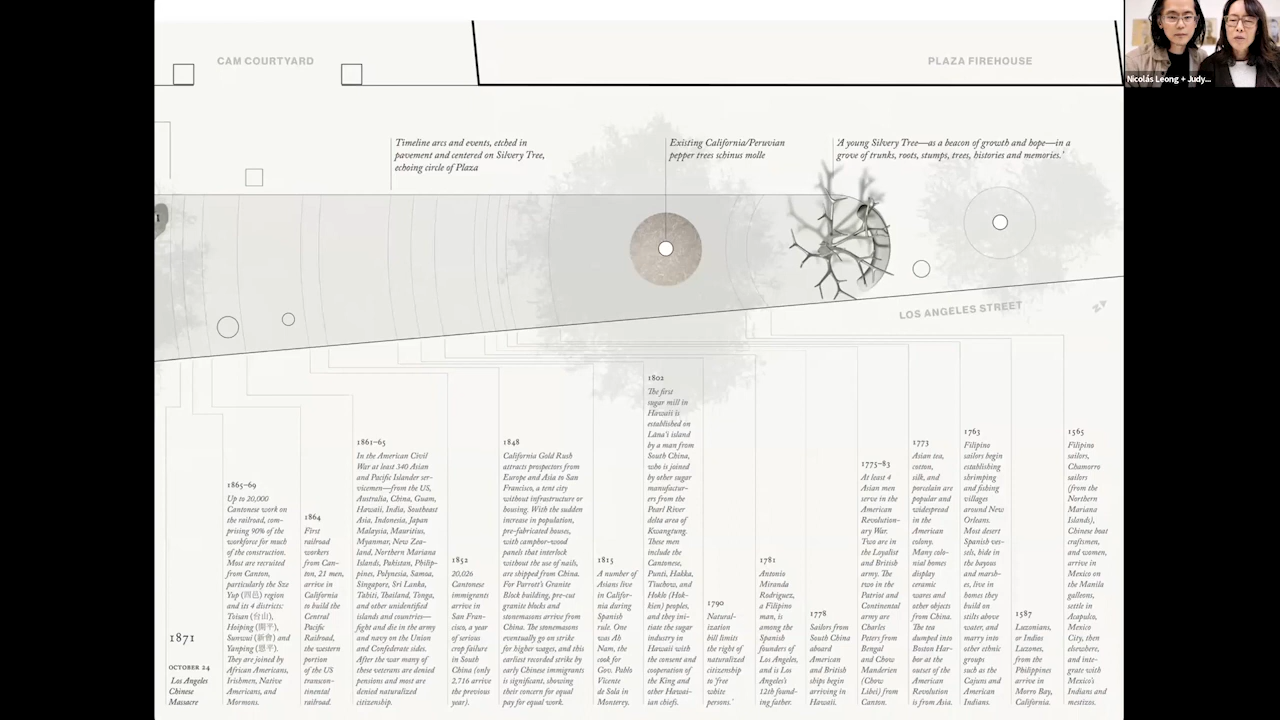 CAM COURTYARD
PLAZA FIREHOUSE
Nicolás Leong + Judy...
Timeline arcs and events, etched in
pavement and centered on Silvery Tree,
echoing circle of Plaza
Existing California/Peruvian
pepper trees schinus molle
'A young Silvery Tree—as a beacon of growth and hope—in a
grove of trunks, roots, stumps, trees, histories and memories.'
LOS ANGELES STREET
1871
OCTOBER 24
Los Angeles
Chinese
Massacre
1865–69
Up to 20,000
Cantonese work on
the railroad, com-
prising 90% of the
workforce for much
of the construction.
Most are recruited
from Canton,
particularly the Sze
Yup (四邑) region
and its 4 districts:
Toisan (台山),
Hoiping (開平),
Sunwui (新會) and
Yanping (恩平).
They are joined by
African Americans,
Irishmen, Native
Americans, and
Mormons.
1864
First
railroad
workers
from Can-
ton, 21 men,
arrive in
California
to build the
Central
Pacific
Railroad,
the western
portion
of the US
transcon-
tinental
railroad.
1861–65
In the American Civil
War at least 340 Asian
and Pacific Islander ser-
vicemen—from the US,
Australia, China, Guam,
Hawaii, India, Southeast
Asia, Indonesia, Japan
Malaysia, Mauritius,
Myanmar, New Zea-
land, Northern Mariana
Islands, Pakistan, Philip-
pines, Polynesia, Samoa,
Singapore, Sri Lanka,
Tahiti, Thailand, Tonga,
and other unidentified
islands and countries—
fight and die in the army
and navy on the Union
and Confederate sides.
After the war many of
these veterans are denied
pensions and most are
denied naturalized
citizenship.
1852
20,026
Cantonese
immigrants
arrive in
San Fran-
cisco, a year
of serious
crop failure
in South
China (only
2,716 arrive
the previous
year).
1848
California Gold Rush
attracts prospectors from
Europe and Asia to San
Francisco, a tent city
without infrastructure or
housing. With the sudden
increase in population,
pre-fabricated houses,
with camphor-wood
panels that interlock
without the use of nails,
are shipped from China.
For Parrott's Granite
Block building, pre-cut
granite blocks and
stonemasons arrive from
China. The stonemasons
eventually go on strike
for higher wages, and this
earliest recorded strike by
early Chinese immigrants
is significant, showing
their concern for equal
pay for equal work.
1815
A number of
Asians live
in Califor-
nia during
Spanish
rule. One
was Ah
Nam, the
cook for
Gov. Pablo
Vicente
de Sola in
Monterey.
1802
The first
sugar mill in
Hawaii is
established on
Lāna'i island
by a man from
South China,
who is joined
by other sugar
manufactur-
ers from the
Pearl River
delta area of
Kwangtung.
These men
include the
Cantonese,
Punti, Hakka,
Tiuchow, and
Hoklo (Hok-
kien) peoples,
and they ini-
tiate the sugar
industry in
Hawaii with
the consent and
cooperation of
the King and
other Hawai-
ian chiefs.
1790
Natural-
ization
bill limits
the right of
naturalized
citizenship
to 'free
white
persons.'
1781
Antonio
Miranda
Rodriguez,
a Filipino
man, is
among the
Spanish
founders of
Los Angeles,
and is Los
Angeles's
12th found-
ing father.
1778
Sailors from
South China
aboard
American
and British
ships begin
arriving in
Hawaii.
1775–83
At least 4
Asian men
serve in the
American
Revolution-
ary War.
Two are in
the Loyalist
and British
army. The
two in the
Patriot and
Continental
army are
Charles
Peters from
Bengal
and Chow
Manderien
(Chow
Libei) from
Canton.
1773
Asian tea,
cotton,
silk, and
porcelain are
popular and
widespread
in the
American
colony.
Many colo-
nial homes
display
ceramic
wares and
other objects
from China.
The tea
dumped into
Boston Har-
bor at the
outset of the
American
Revolution
is from Asia.
1763
Filipino
sailors begin
establishing
shrimping
and fishing
villages
around New
Orleans.
Most desert
Spanish ves-
sels, hide in
the bayous
and marsh-
es, live in
homes they
build on
stilts above
water, and
marry into
other ethnic
groups
such as the
Cajuns and
American
Indians.
1587
Luzonians,
or Indios
Luzones,
from the
Philippines
arrive in
Morro Bay,
California.
1565
Filipino
sailors,
Chamorro
sailors
(from the
Northern
Mariana
Islands),
Chinese boat
craftsmen,
and women,
arrive in
Mexico on
the Manila
galleons,
settle in
Acapulco,
Mexico
City, then
elsewhere,
and inte-
grate with
Mexico's
Indians and
mestizos.